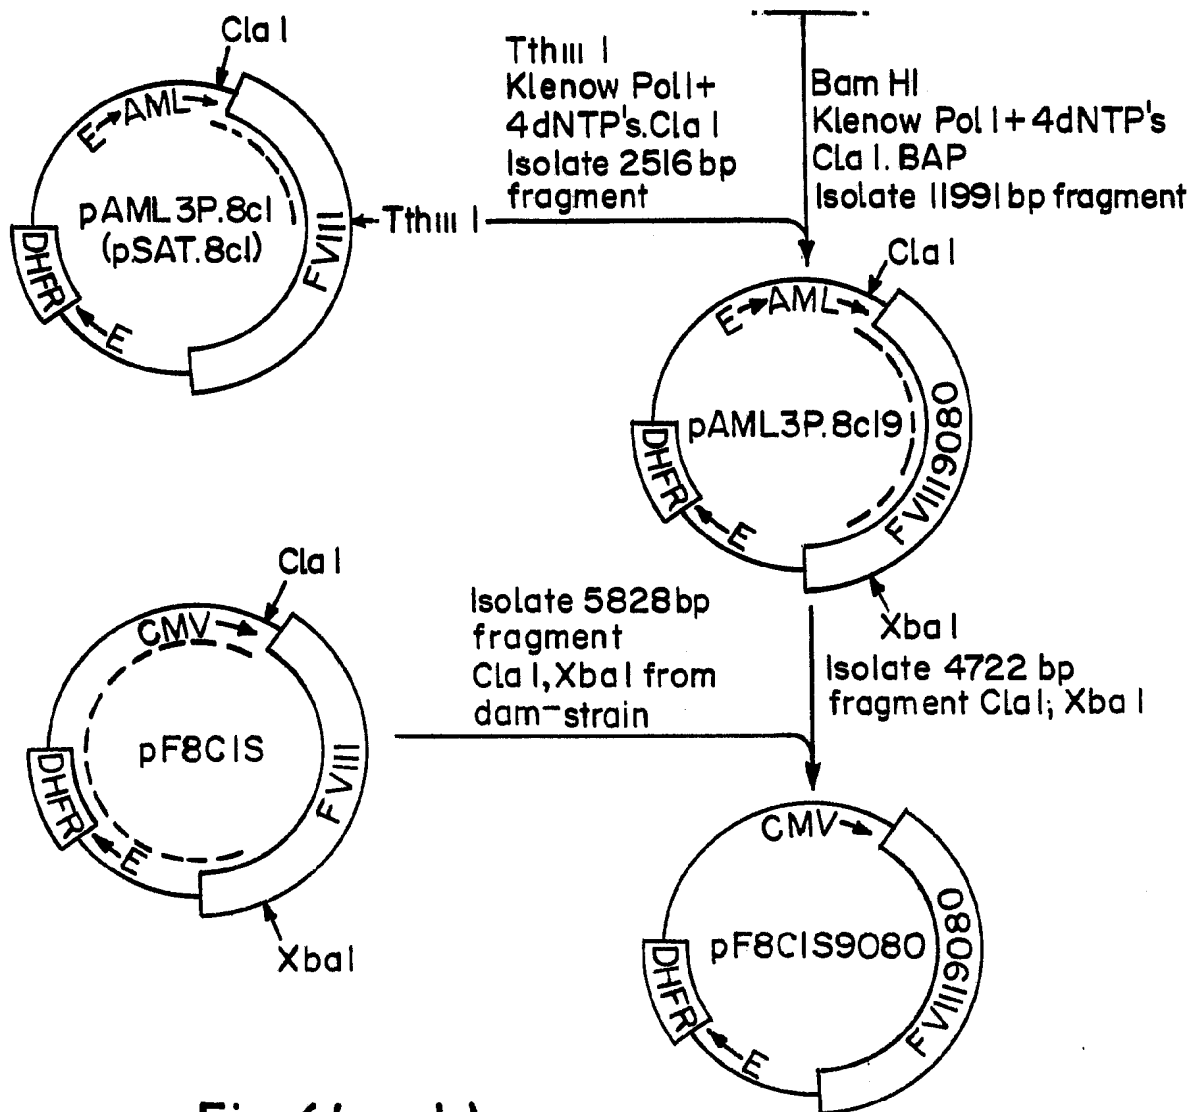 Cla I
E→AML→
pAML3P.8cl
(pSAT.8cl)
FVIII
DHFR
E
TthIII I
Klenow Pol I+
4dNTP's.Cla I
Isolate 2516 bp
fragment
TthIII I
Bam HI
Klenow Pol I+4dNTP's
Cla I. BAP
Isolate 11991 bp fragment
Cla I
E→AML→
pAML3P.8c191
FVIII9080
DHFR
E
Xba I
Cla I
CMV→
pF8CIS
FVIII
DHFR
E
Xba I
Isolate 5828 bp
fragment
Cla I, Xba I from
dam-strain
Isolate 4722 bp
fragment Cla I; Xba I
CMV→
pF8CIS9080
FVIII9080
DHFR
E